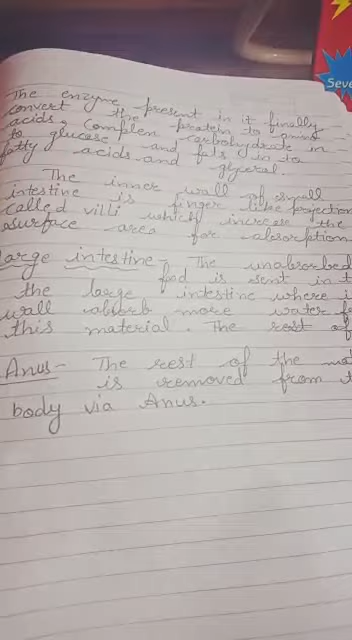 Seve
The enzyme present in it finally
convert the protein to amino
acids, complex carbohydrate in
to glucose and fats in to
fatty acids and glyceral.
The inner wall of small
intestine is finger like projection
called villi which increase the
surface area for absorption
Large intestine - The unabsorbed
food is sent in t
the large intestine where i
wall absorb more water f
this material. The rest of
Anus - The rest of the ma
is removed from t
body via Anus.